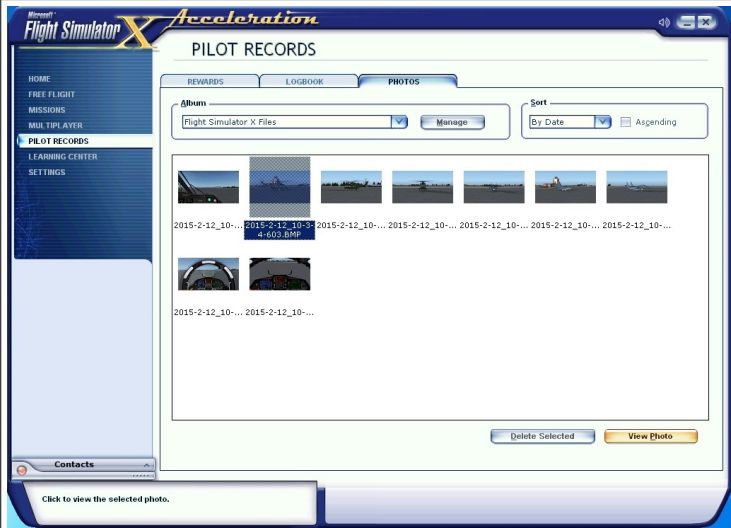 Microsoft
Flight Simulator X
Acceleration
PILOT RECORDS
HOME
FREE FLIGHT
MISSIONS
MULTIPLAYER
PILOT RECORDS
LEARNING CENTER
SETTINGS
REWARDS
LOGBOOK
PHOTOS
Album
Flight Simulator X Files
Manage
Sort
By Date
Ascending
2015-2-12_10-...
2015-2-12_10-3-
4-603.BMP
2015-2-12_10-...
2015-2-12_10-...
2015-2-12_10-...
2015-2-12_10-...
2015-2-12_10-...
2015-2-12_10-...
2015-2-12_10-...
Delete Selected
View Photo
Contacts
Click to view the selected photo.